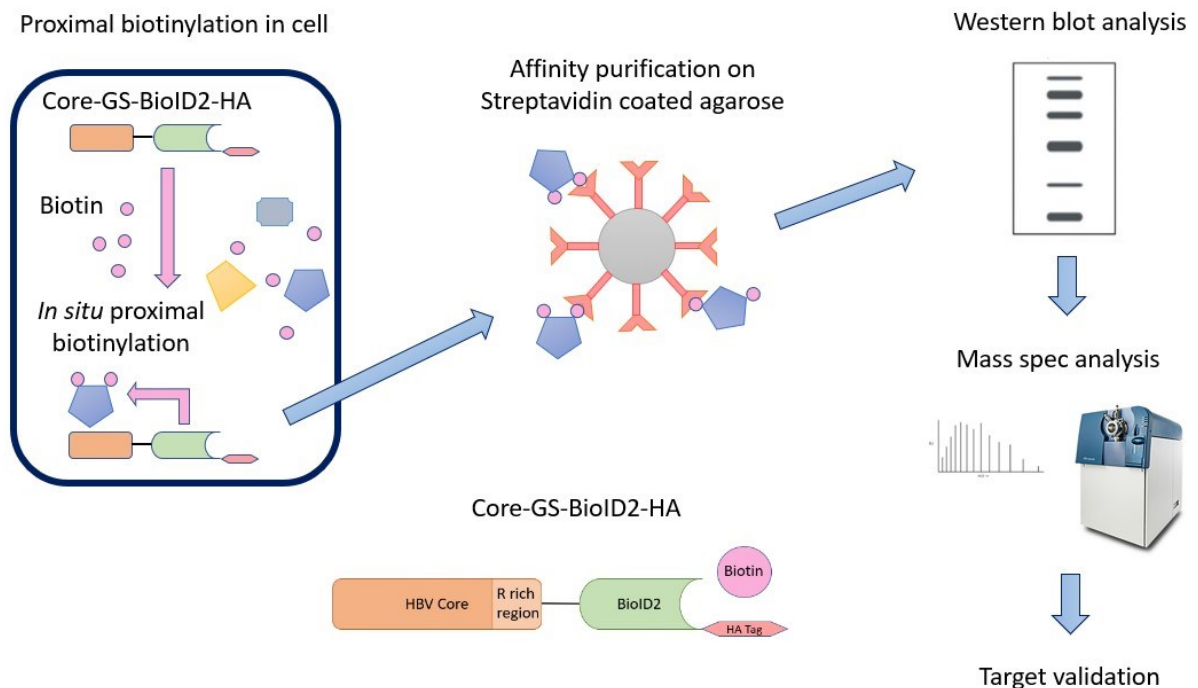 Proximal biotinylation in cell
Core-GS-BioID2-HA
Biotin
In situ proximal
biotinylation
Affinity purification on
Streptavidin coated agarose
Western blot analysis
Mass spec analysis
Target validation
Core-GS-BioID2-HA
HBV Core
R rich
region
BioID2
Biotin
HA Tag